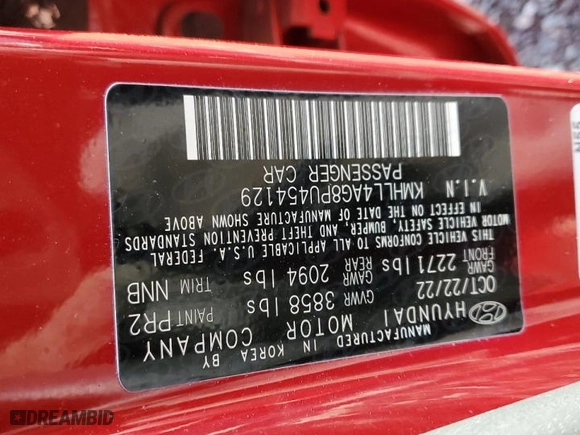 MANUFACTURED IN KOREA BY
HYUNDAI MOTOR COMPANY
OCT/22/22 GVWR 3858 lbs PAINT PR2
GAWR FRONT 2271 lbs GAWR REAR 2094 lbs TRIM NNB
THIS VEHICLE CONFORMS TO ALL APPLICABLE U.S.A. FEDERAL
MOTOR VEHICLE SAFETY, BUMPER, AND THEFT PREVENTION STANDARDS
IN EFFECT ON THE DATE OF MANUFACTURE SHOWN ABOVE
V.I.N KMHLL4AG8PU454129
PASSENGER CAR
DREAMBID